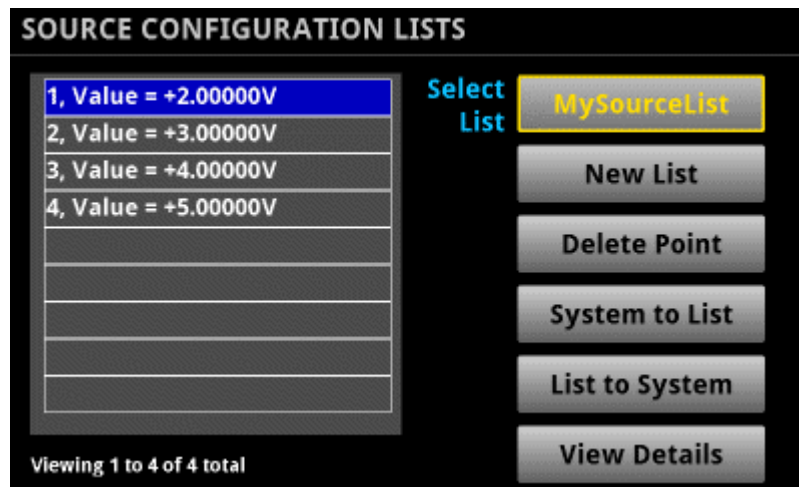 SOURCE CONFIGURATION LISTS
1, Value = +2.00000V
2, Value = +3.00000V
3, Value = +4.00000V
4, Value = +5.00000V
Viewing 1 to 4 of 4 total
Select
List
MySourceList
New List
Delete Point
System to List
List to System
View Details